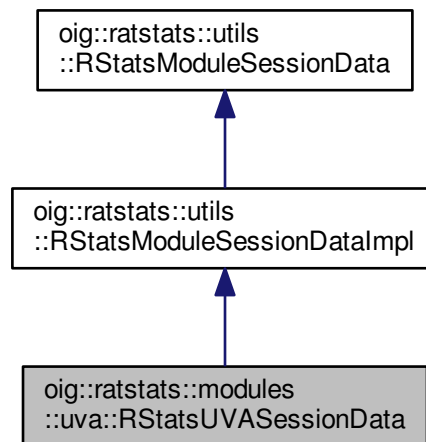 oig::ratstats::utils
::RStatsModuleSessionData
oig::ratstats::utils
::RStatsModuleSessionDataImpl
oig::ratstats::modules
::uva::RStatsUVASessionData